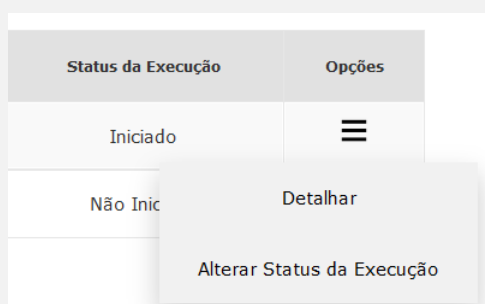 Status da Execução Opções
Iniciado
Não Inic
Detalhar
Alterar Status da Execução